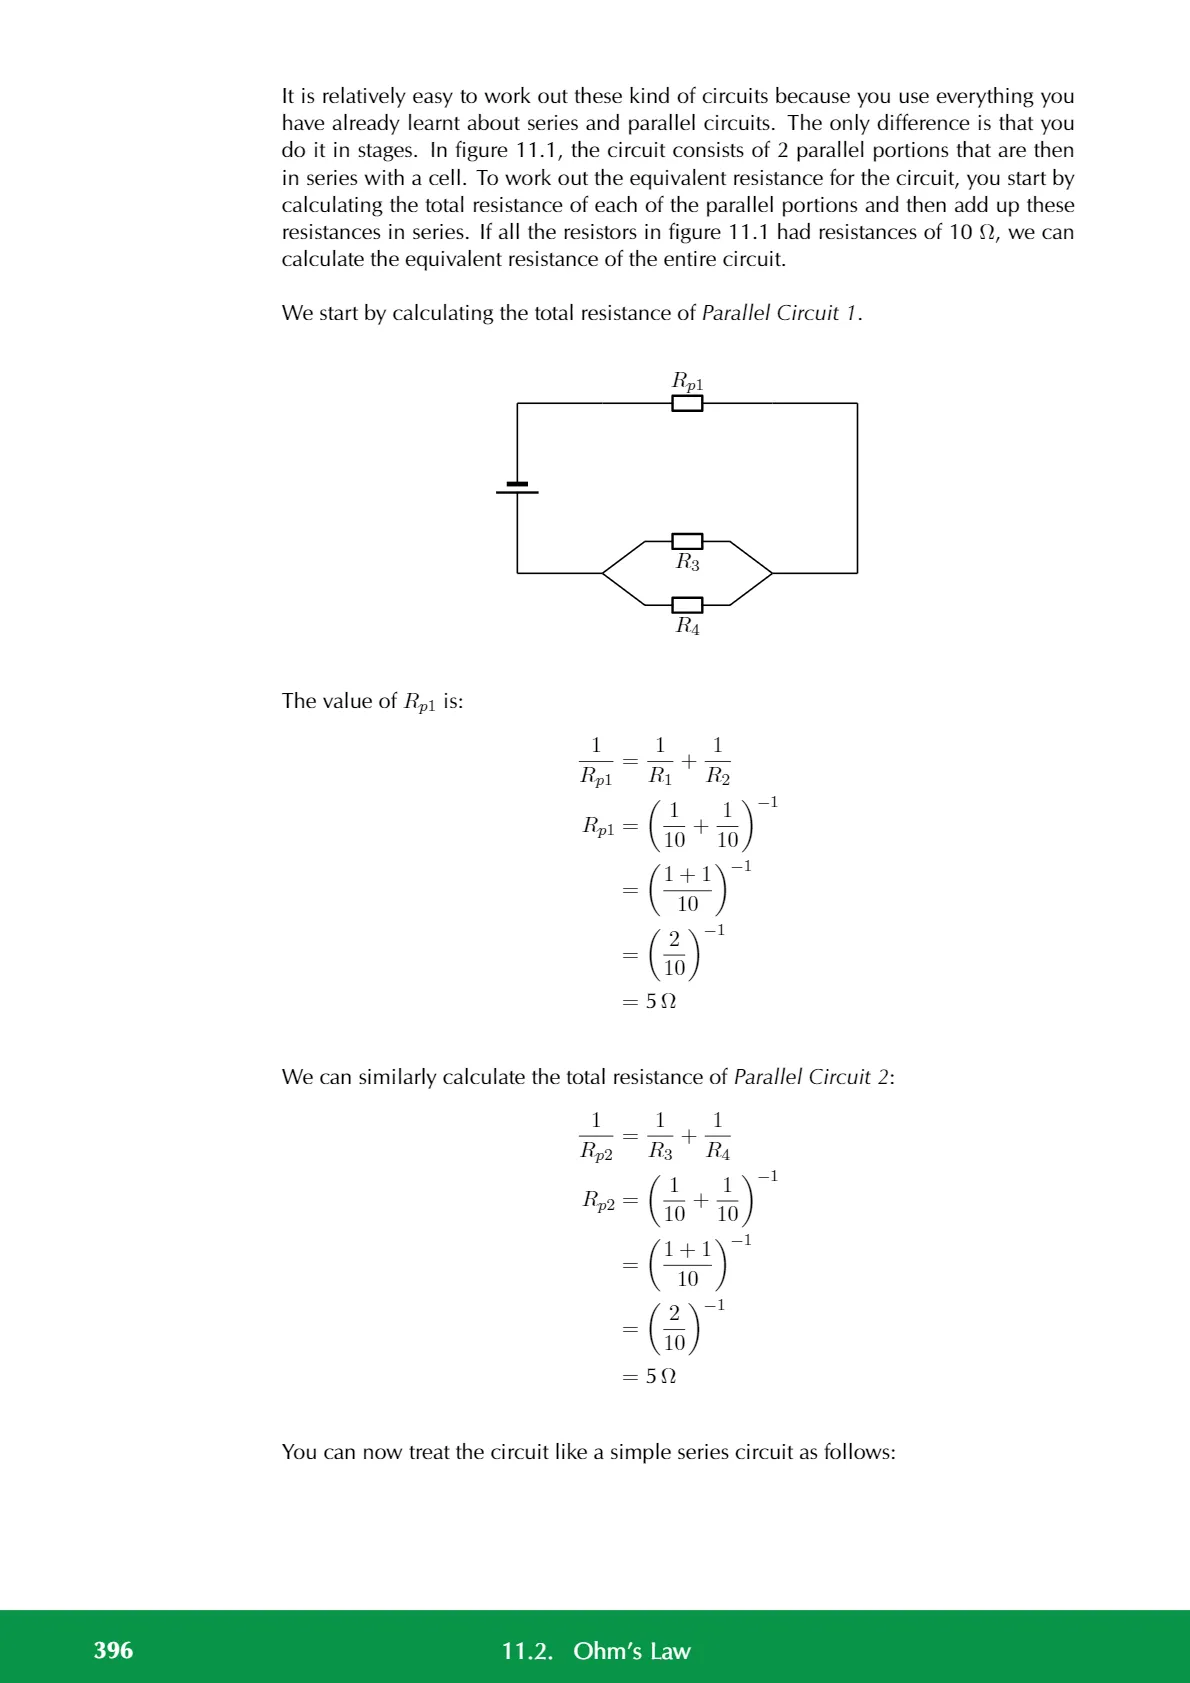 It is relatively easy to work out these kind of circuits because you use everything you
have already learnt about series and parallel circuits. The only difference is that you
do it in stages. In figure 11.1, the circuit consists of 2 parallel portions that are then
in series with a cell. To work out the equivalent resistance for the circuit, you start by
calculating the total resistance of each of the parallel portions and then add up these
resistances in series. If all the resistors in figure 11.1 had resistances of 10 Ω, we can
calculate the equivalent resistance of the entire circuit.
We start by calculating the total resistance of Parallel Circuit 1.
R_{p1}
R_3
R_4
The value of R_{p1} is:
\frac{1}{R_{p1}} = \frac{1}{R_1} + \frac{1}{R_2}
R_{p1} = \left(\frac{1}{10} + \frac{1}{10}\right)^{-1}
= \left(\frac{1+1}{10}\right)^{-1}
= \left(\frac{2}{10}\right)^{-1}
= 5 Ω
We can similarly calculate the total resistance of Parallel Circuit 2:
\frac{1}{R_{p2}} = \frac{1}{R_3} + \frac{1}{R_4}
R_{p2} = \left(\frac{1}{10} + \frac{1}{10}\right)^{-1}
= \left(\frac{1+1}{10}\right)^{-1}
= \left(\frac{2}{10}\right)^{-1}
= 5 Ω
You can now treat the circuit like a simple series circuit as follows:
396 11.2. Ohm's Law